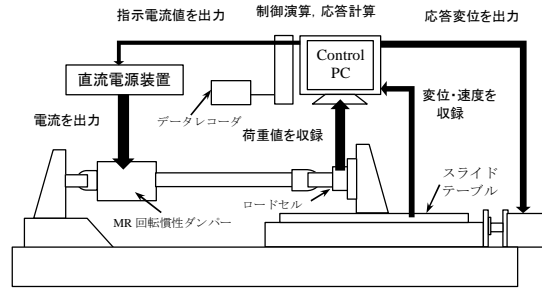 指示電流値を出力
制御演算, 応答計算
応答変位を出力
Control
PC
直流電源装置
データレコーダ
変位・速度を
収録
電流を出力
荷重値を収録
スライド
テーブル
ロードセル
MR 回転慣性ダンパー